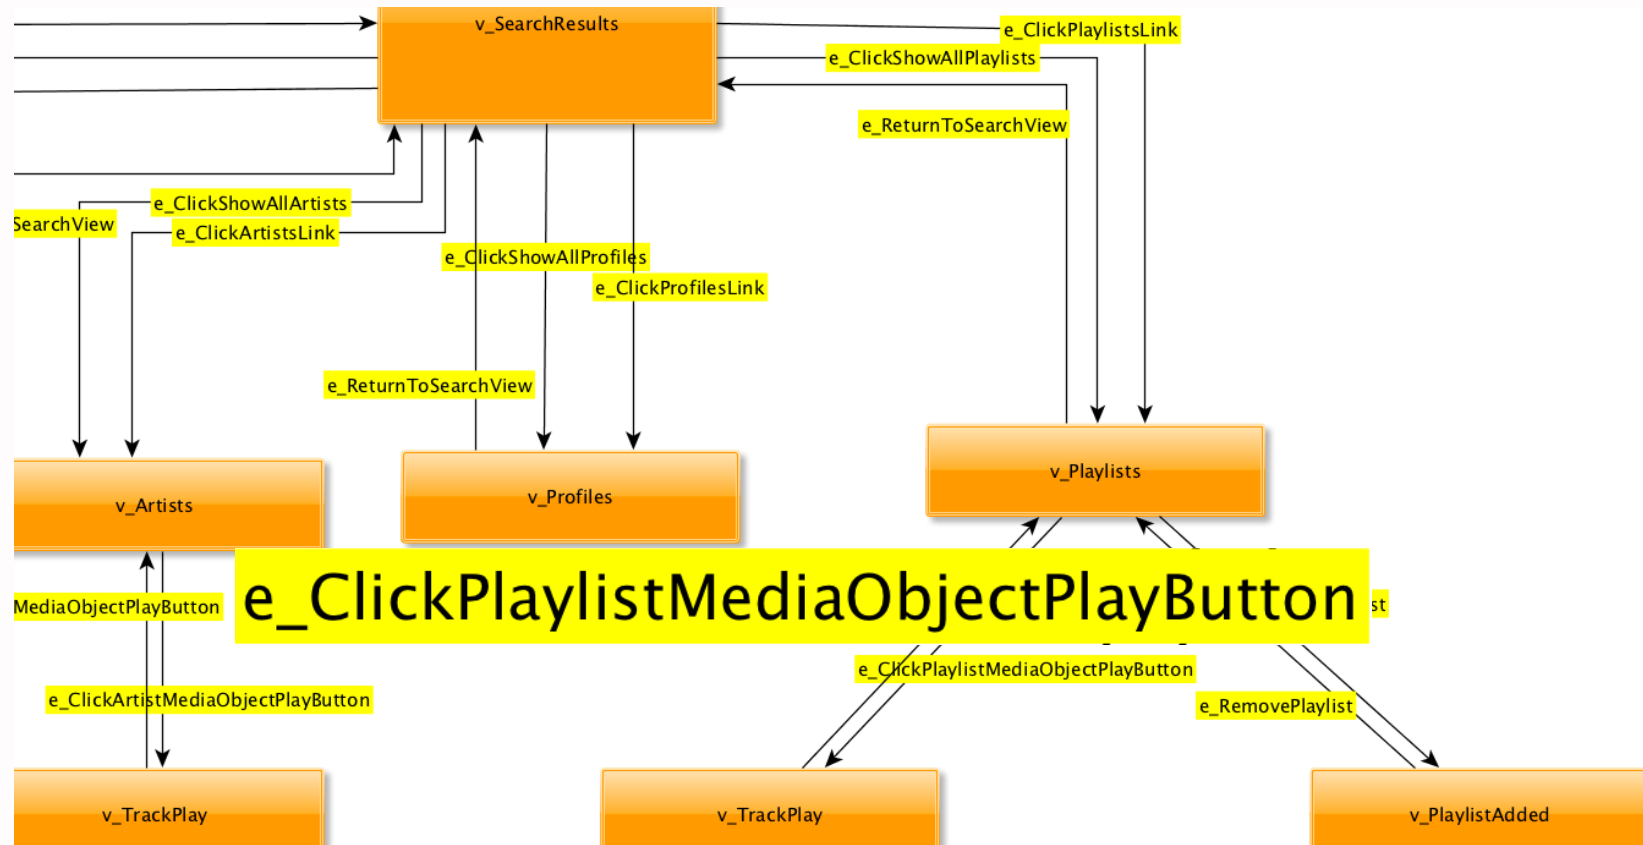 v_SearchResults
e_ClickPlaylistsLink
e_ClickShowAllPlaylists
e_ReturnToSearchView
e_ClickShowAllArtists
SearchView
e_ClickArtistsLink
e_ClickShowAllProfiles
e_ClickProfilesLink
e_ReturnToSearchView
v_Playlists
v_Profiles
v_Artists
MediaObjectPlayButton
e_ClickPlaylistMediaObjectPlayButton
st
e_ClickPlaylistMediaObjectPlayButton
e_ClickArtistMediaObjectPlayButton
e_RemovePlaylist
v_TrackPlay
v_TrackPlay
v_PlaylistAdded